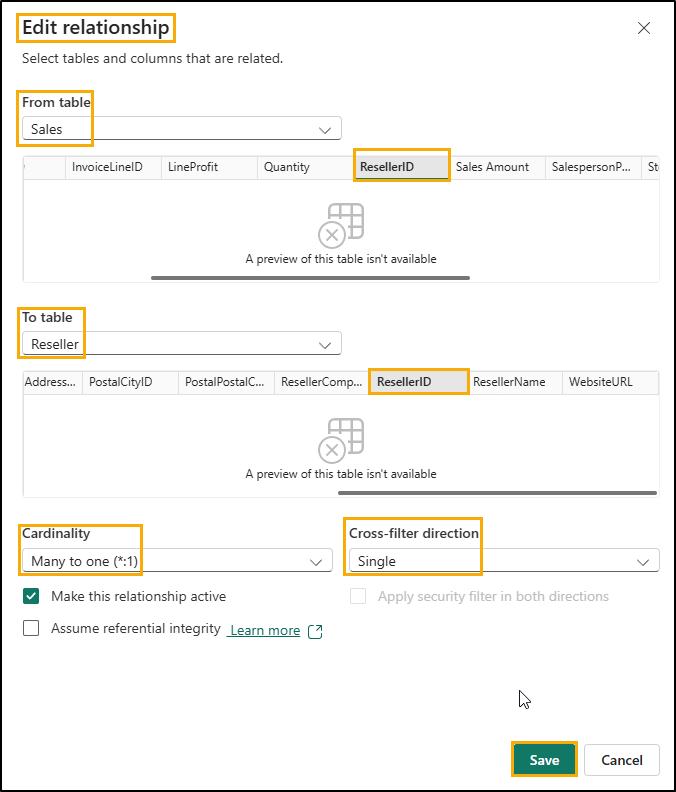 Edit relationship
Select tables and columns that are related.
From table
Sales
InvoiceLineID LineProfit Quantity ResellerID Sales Amount SalespersonP... St
A preview of this table isn't available
To table
Reseller
Address... PostalCityID PostalPostalC... ResellerComp... ResellerID ResellerName WebsiteURL
A preview of this table isn't available
Cardinality Cross-filter direction
Many to one (*:1) Single
Make this relationship active Apply security filter in both directions
Assume referential integrity Learn more
Save Cancel